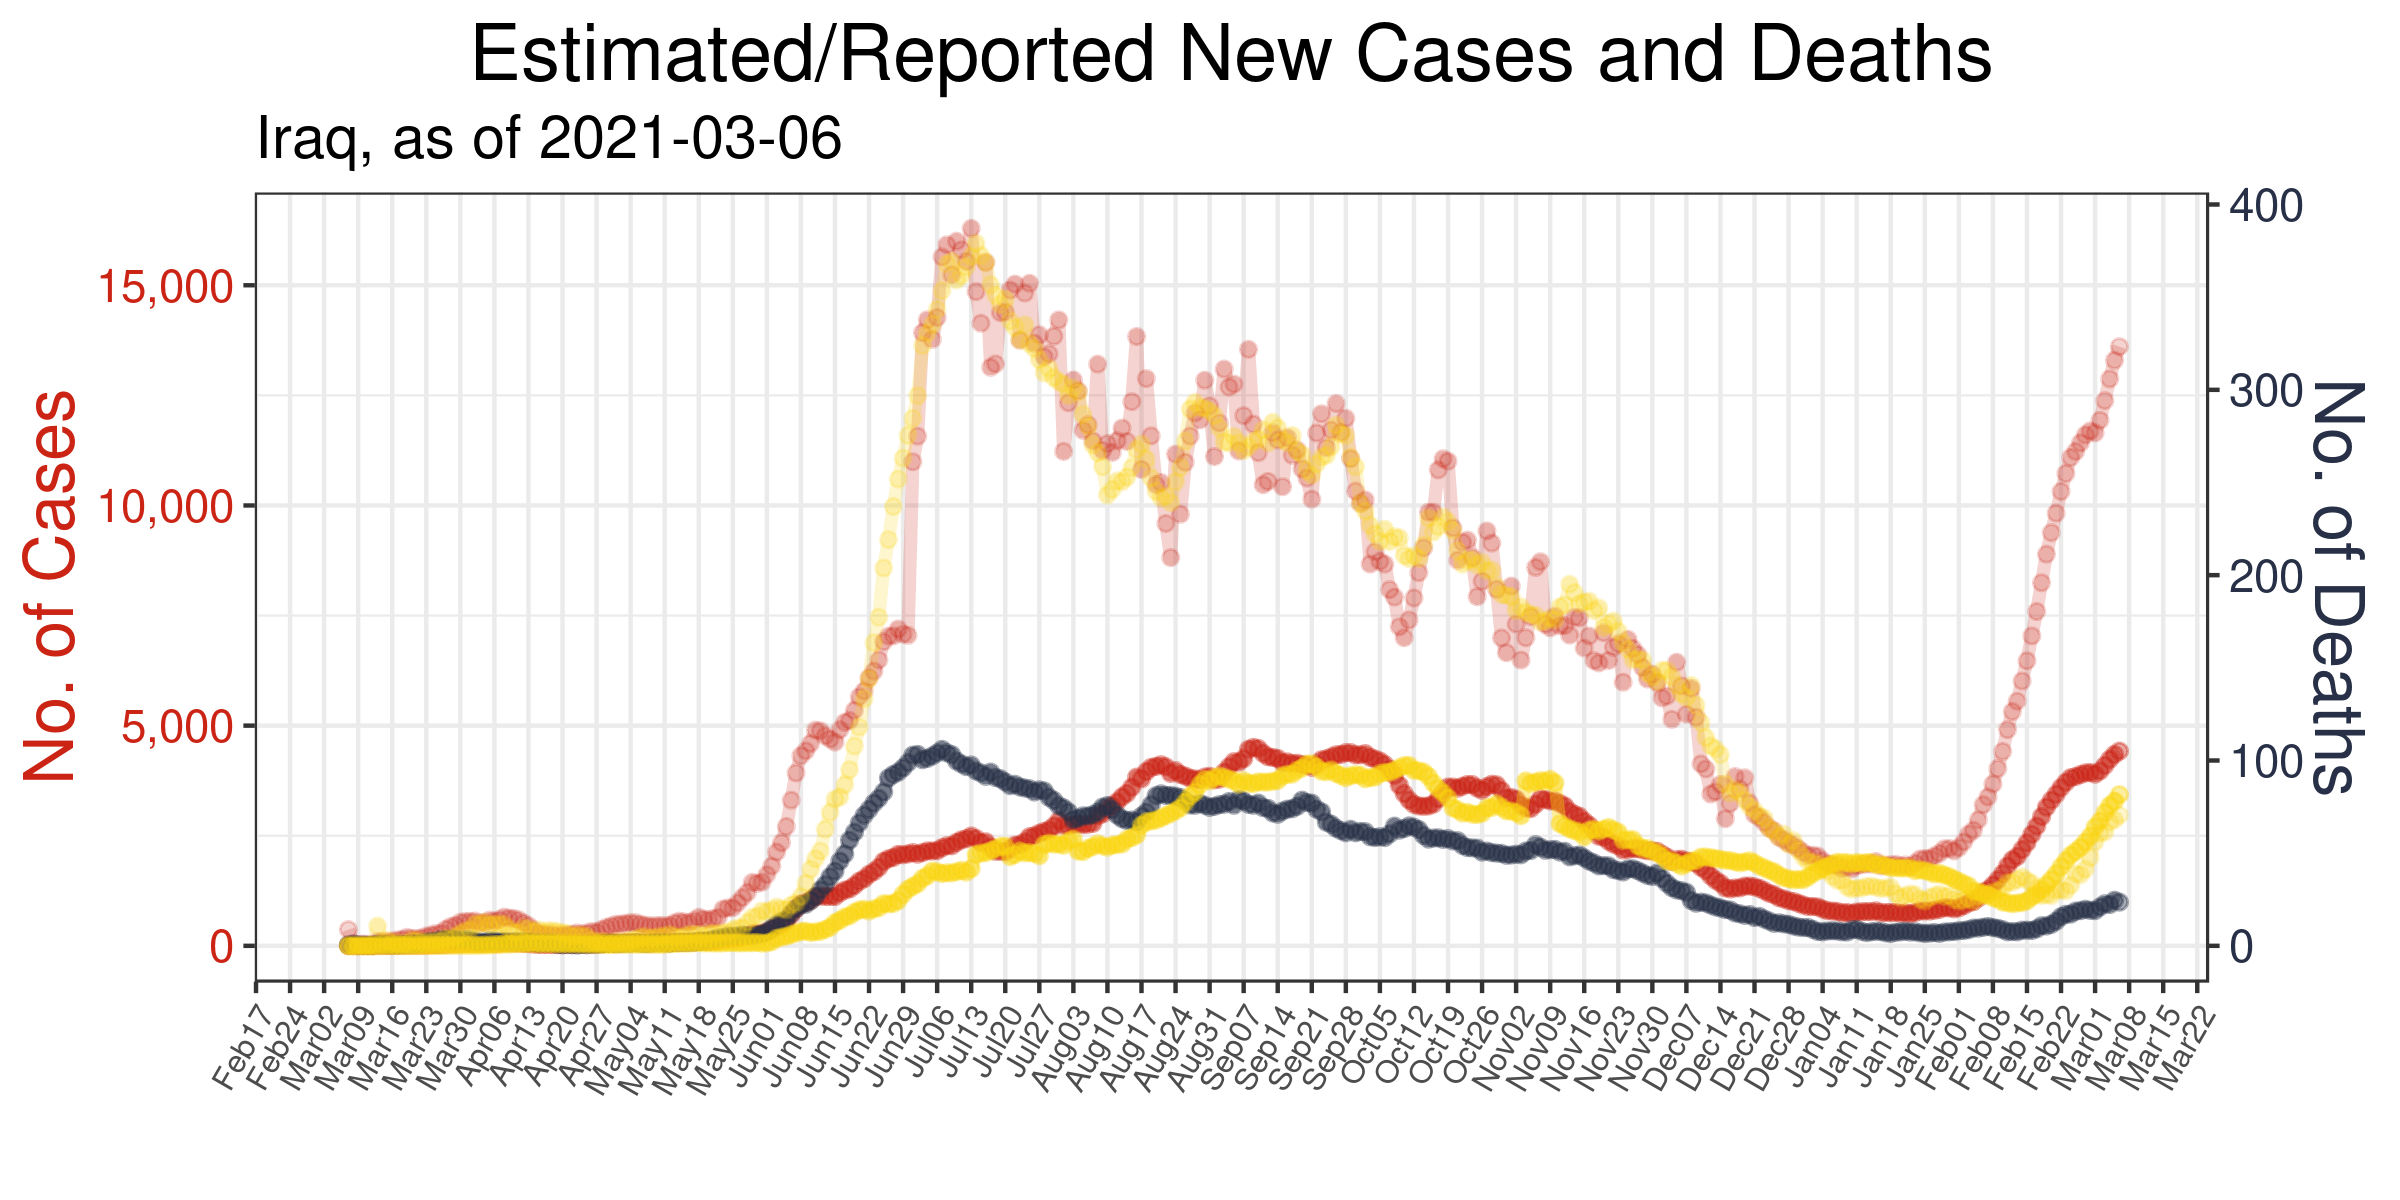 Estimated/Reported New Cases and Deaths
Iraq, as of 2021-03-06
No. of Cases
15,000
10,000
5,000
0
400
300
200
100
0
No. of Deaths
Feb17
Feb24
Mar02
Mar09
Mar16
Mar23
Mar30
Apr06
Apr13
Apr20
Apr27
May04
May11
May18
May25
Jun01
Jun08
Jun15
Jun22
Jun29
Jul06
Jul13
Jul20
Jul27
Aug03
Aug10
Aug17
Aug24
Aug31
Sep07
Sep14
Sep21
Sep28
Oct05
Oct12
Oct19
Oct26
Nov02
Nov09
Nov16
Nov23
Nov30
Dec07
Dec14
Dec21
Dec28
Jan04
Jan11
Jan18
Jan25
Feb01
Feb08
Feb15
Feb22
Mar01
Mar08
Mar15
Mar22